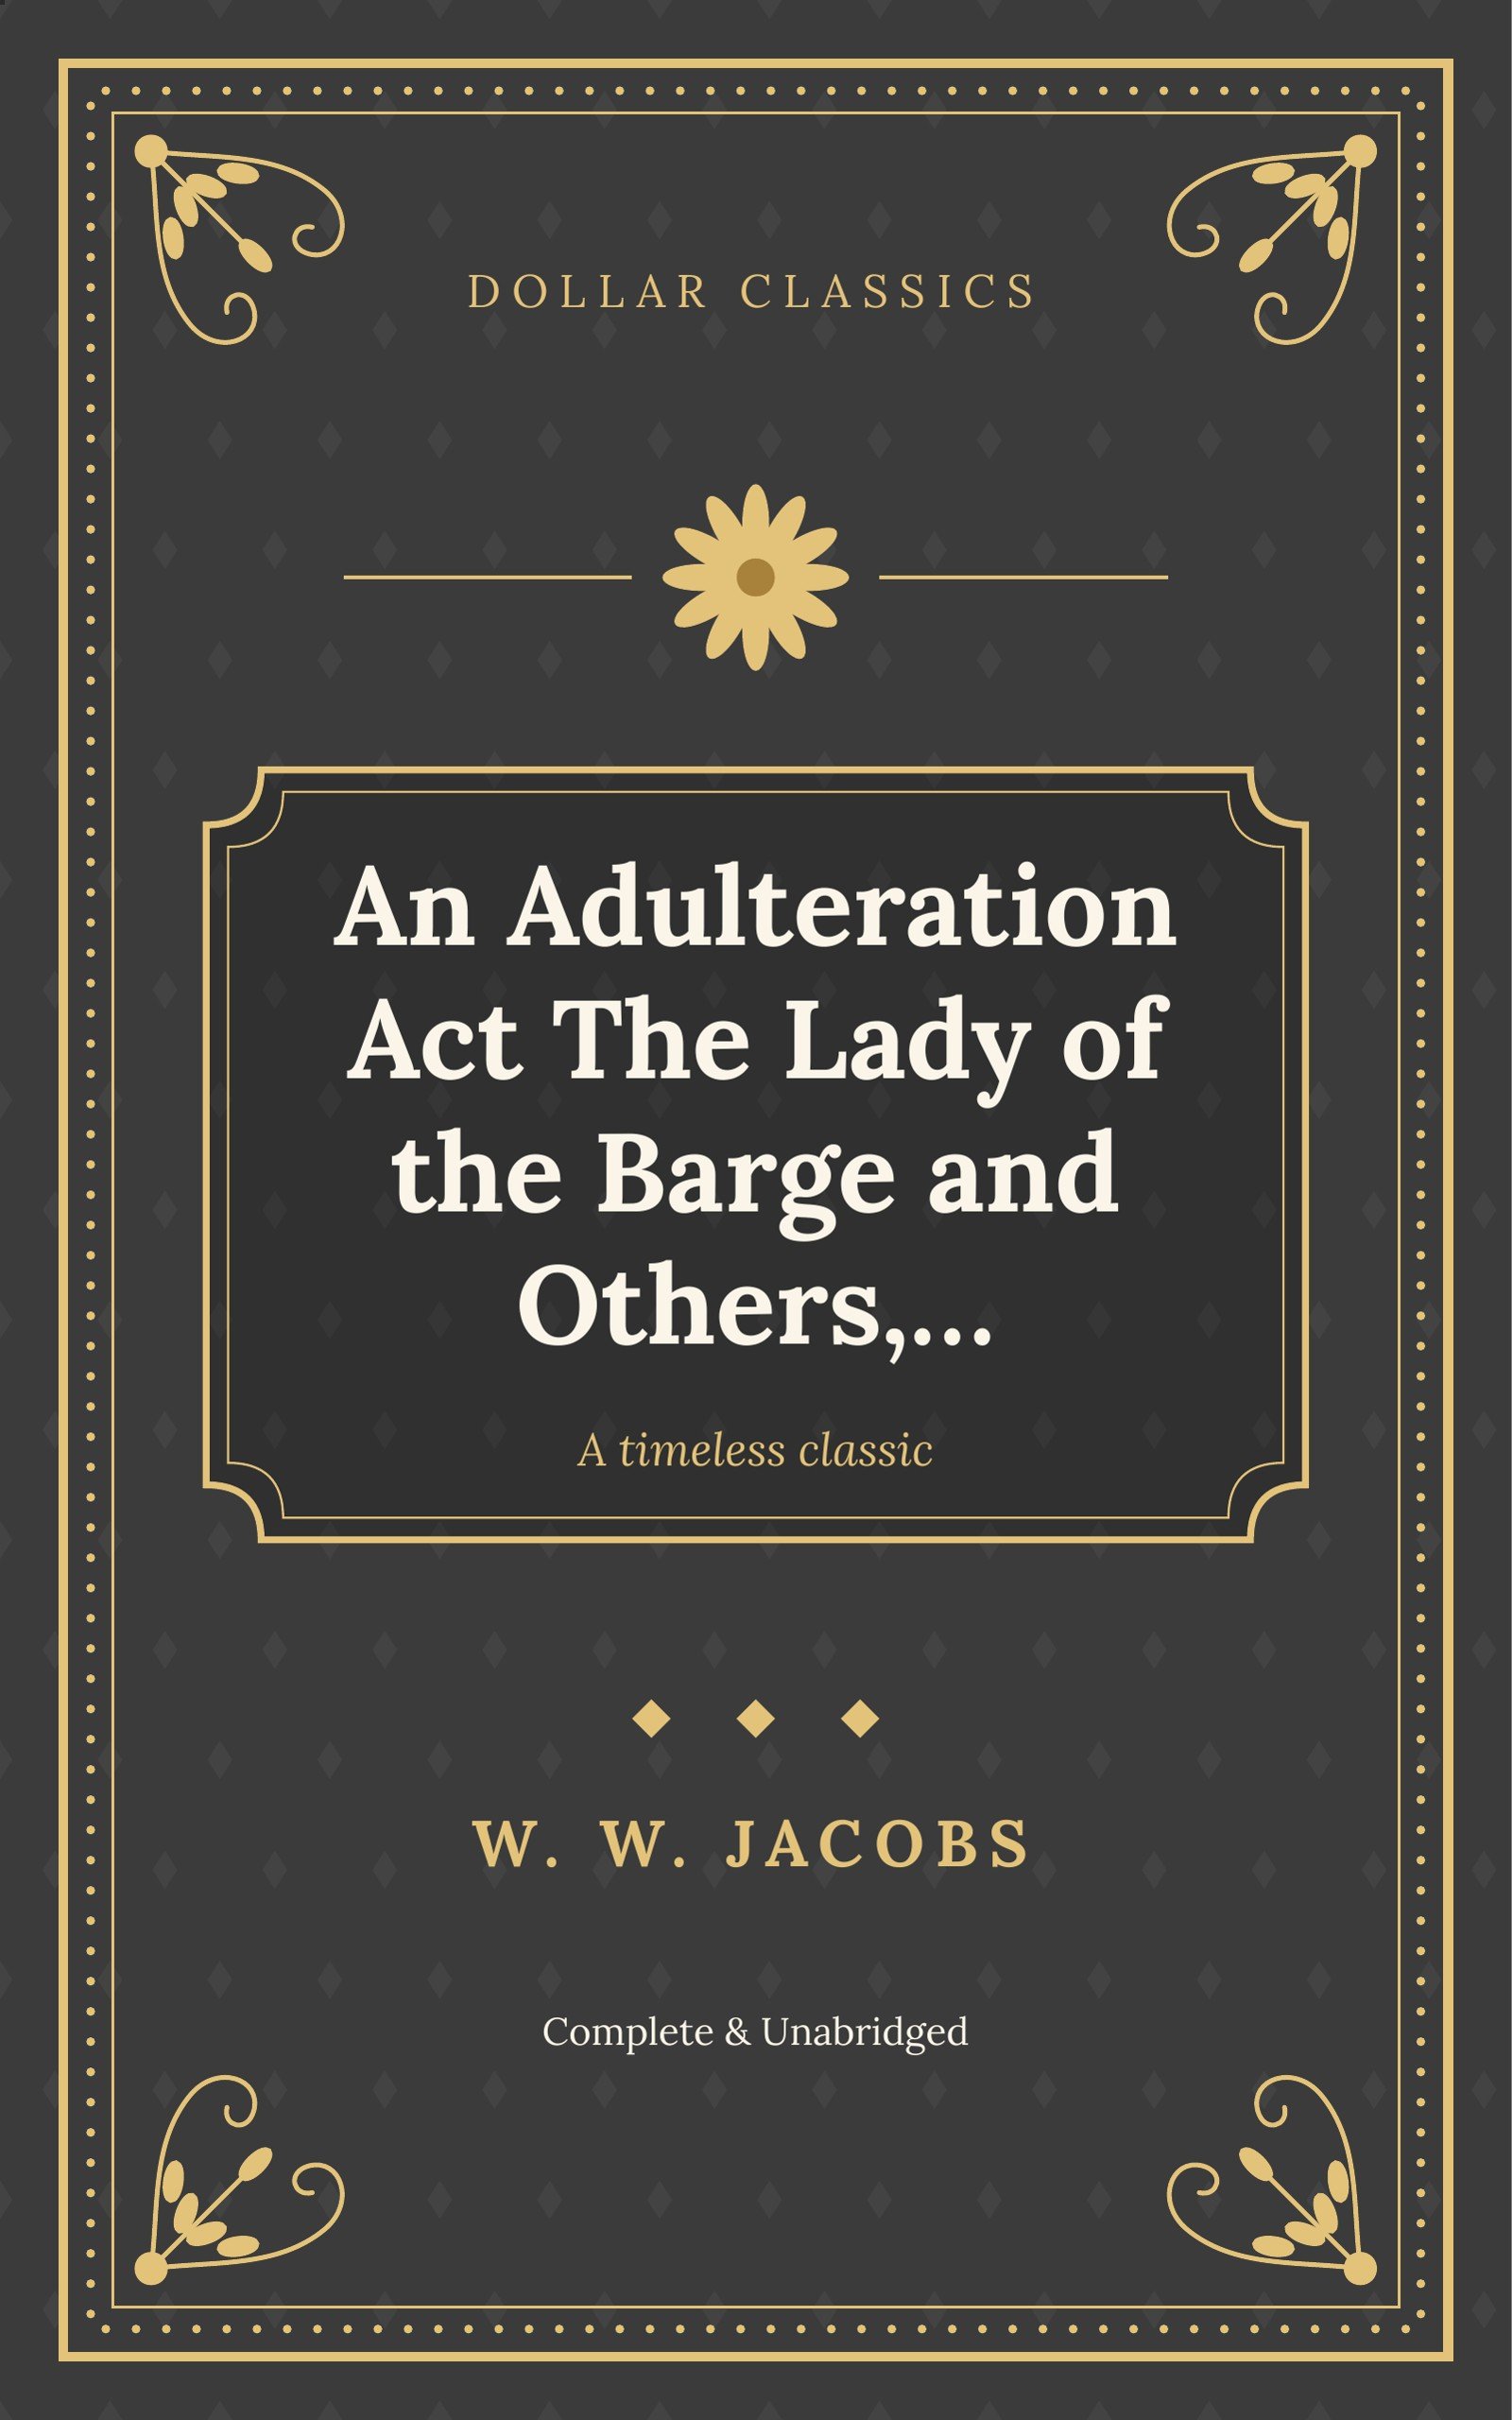 DOLLAR CLASSICS
An Adulteration
Act The Lady of
the Barge and
Others,...
A timeless classic
W. W. JACOBS
Complete & Unabridged